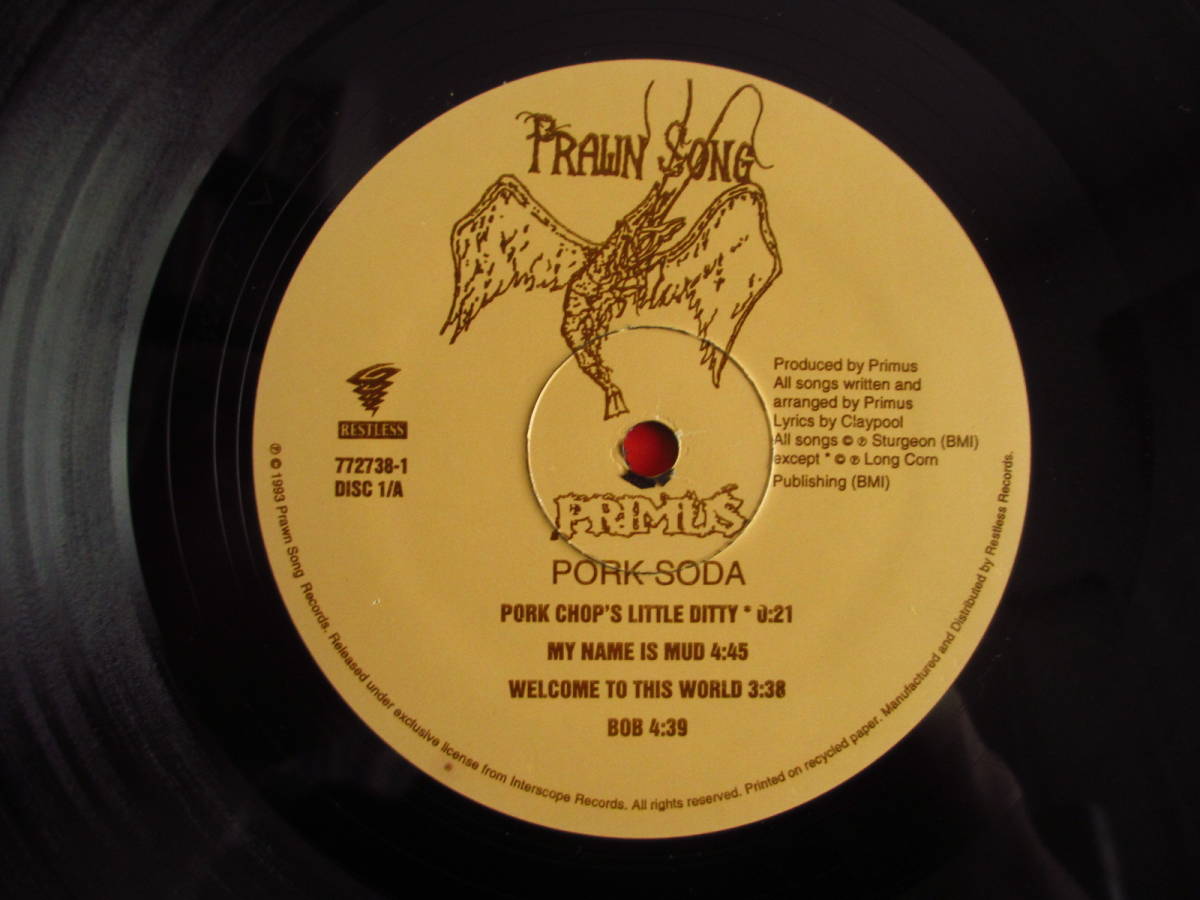 PRAWN SONG
RESTLESS
772738-1
DISC 1/A
Produced by Primus
All songs written and
arranged by Primus
Lyrics by Claypool
All songs © ℗ Sturgeon (BMI)
except * © ℗ Long Corn
Publishing (BMI)
PRIMUS
PORK SODA
PORK CHOP'S LITTLE DITTY * 0:21
MY NAME IS MUD 4:45
WELCOME TO THIS WORLD 3:38
BOB 4:39
℗ © 1993 Prawn Song Records. Released under exclusive license from Interscope Records. All rights reserved. Printed on recycled paper. Manufactured and Distributed by Restless Records.